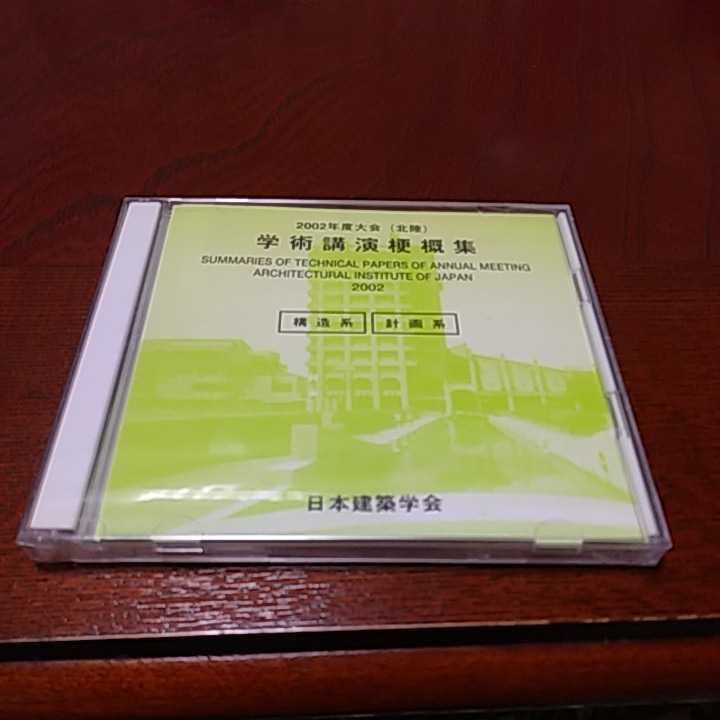 2002年度大会（北陸）
学術講演梗概集
SUMMARIES OF TECHNICAL PAPERS OF ANNUAL MEETING
ARCHITECTURAL INSTITUTE OF JAPAN
2002
構造系 計画系
日本建築学会